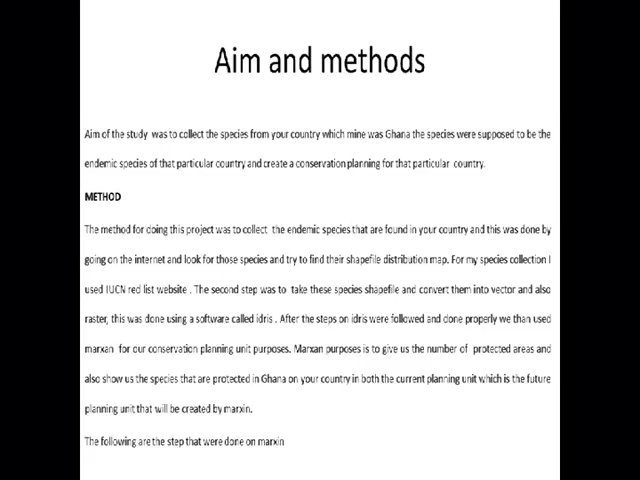 Aim and methods
Aim of the study was to collect the species from your country which mine was Ghana the species were supposed to be the
endemic species of that particular country and create a conservation planning for that particular country.
METHOD
The method for doing this project was to collect the endemic species that are found in your country and this was done by
going on the internet and look for those species and try to find their shapefile distribution map. For my species collection I
used IUCN red list website . The second step was to take these species shapefile and convert them into vector and also
raster, this was done using a software called idris . After the steps on idris were followed and done properly we than used
marxan for our conservation planning unit purposes. Marxan purposes is to give us the number of protected areas and
also show us the species that are protected in Ghana on your country in both the current planning unit which is the future
planning unit that will be created by marxin.
The following are the step that were done on marxin